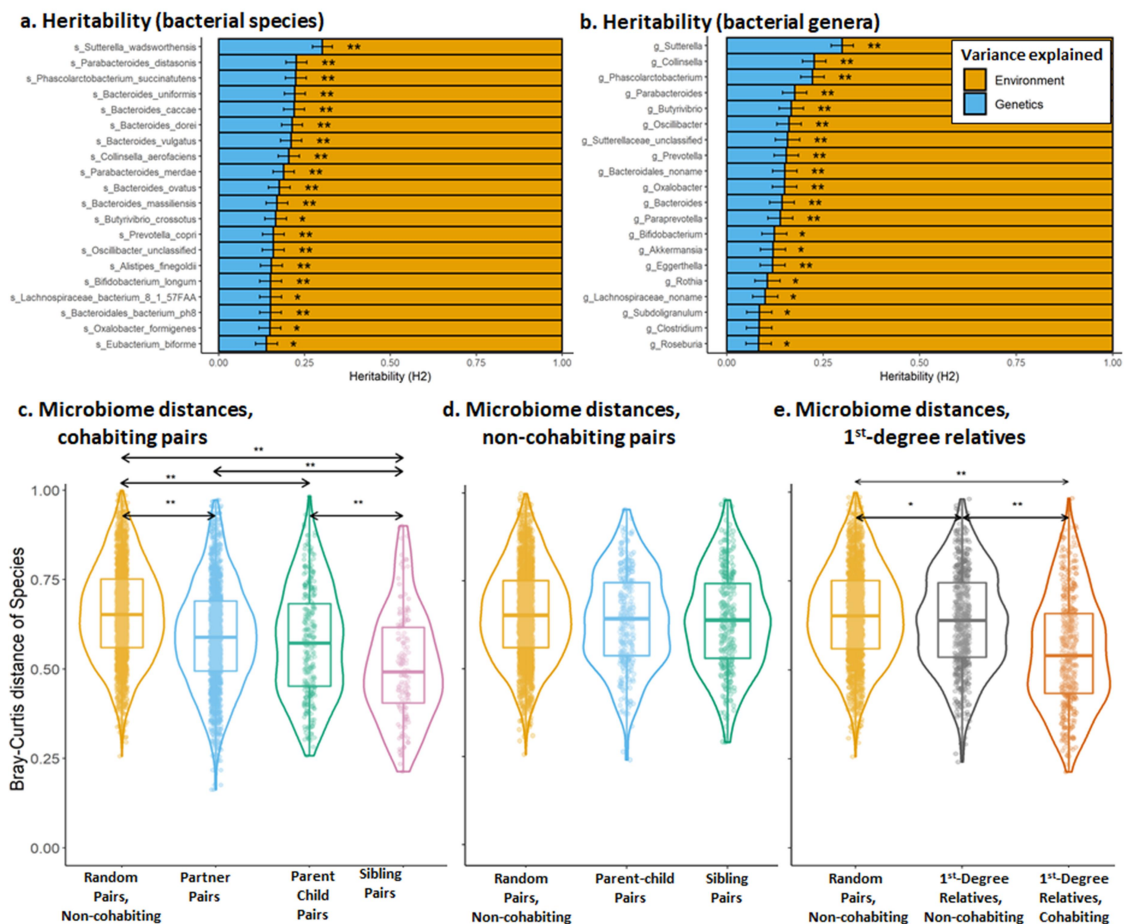 a. Heritability (bacterial species)
s_Sutterella_wadsworthensis
**
s_Parabacteroides_distasonis
**
s_Phascolarctobacterium_succinatutens
**
s_Bacteroides_uniformis
**
s_Bacteroides_caccae
**
s_Bacteroides_dorei
**
s_Bacteroides_vulgatus
**
s_Collinsella_aerofaciens
**
s_Parabacteroides_merdae
**
s_Bacteroides_ovatus
**
s_Bacteroides_massiliensis
**
s_Butyrivibrio_crossotus
*
s_Prevotella_copri
**
s_Oscillibacter_unclassified
**
s_Alistipes_finegoldii
**
s_Bifidobacterium_longum
**
s_Lachnospiraceae_bacterium_8_1_57FAA
*
s_Bacteroidales_bacterium_ph8
**
s_Oxalobacter_formigenes
*
s_Eubacterium_biforme
*
0.00 0.25 0.50 0.75 1.00
Heritability (H2)
b. Heritability (bacterial genera)
g_Sutterella
**
g_Collinsella
**
g_Phascolarctobacterium
**
g_Parabacteroides
**
g_Butyrivibrio
**
g_Oscillibacter
**
g_Sutterellaceae_unclassified
**
g_Prevotella
**
g_Bacteroidales_noname
**
g_Oxalobacter
**
g_Bacteroides
**
g_Paraprevotella
**
g_Bifidobacterium
*
g_Akkermansia
*
g_Eggerthella
**
g_Rothia
*
g_Lachnospiraceae_noname
*
g_Subdoligranulum
*
g_Clostridium
g_Roseburia
*
0.00 0.25 0.50 0.75 1.00
Heritability (H2)
Variance explained
Environment
Genetics
c. Microbiome distances,
cohabiting pairs
**
**
**
**
**
1.00
0.75
0.50
0.25
0.00
Bray-Curtis distance of Species
Random
Pairs,
Non-cohabiting
Partner
Pairs
Parent
Child
Pairs
Sibling
Pairs
d. Microbiome distances,
non-cohabiting pairs
Random
Pairs,
Non-cohabiting
Parent-child
Pairs
Sibling
Pairs
e. Microbiome distances,
1st-degree relatives
**
*
**
Random
Pairs,
Non-cohabiting
1st-Degree
Relatives,
Non-cohabiting
1st-Degree
Relatives,
Cohabiting